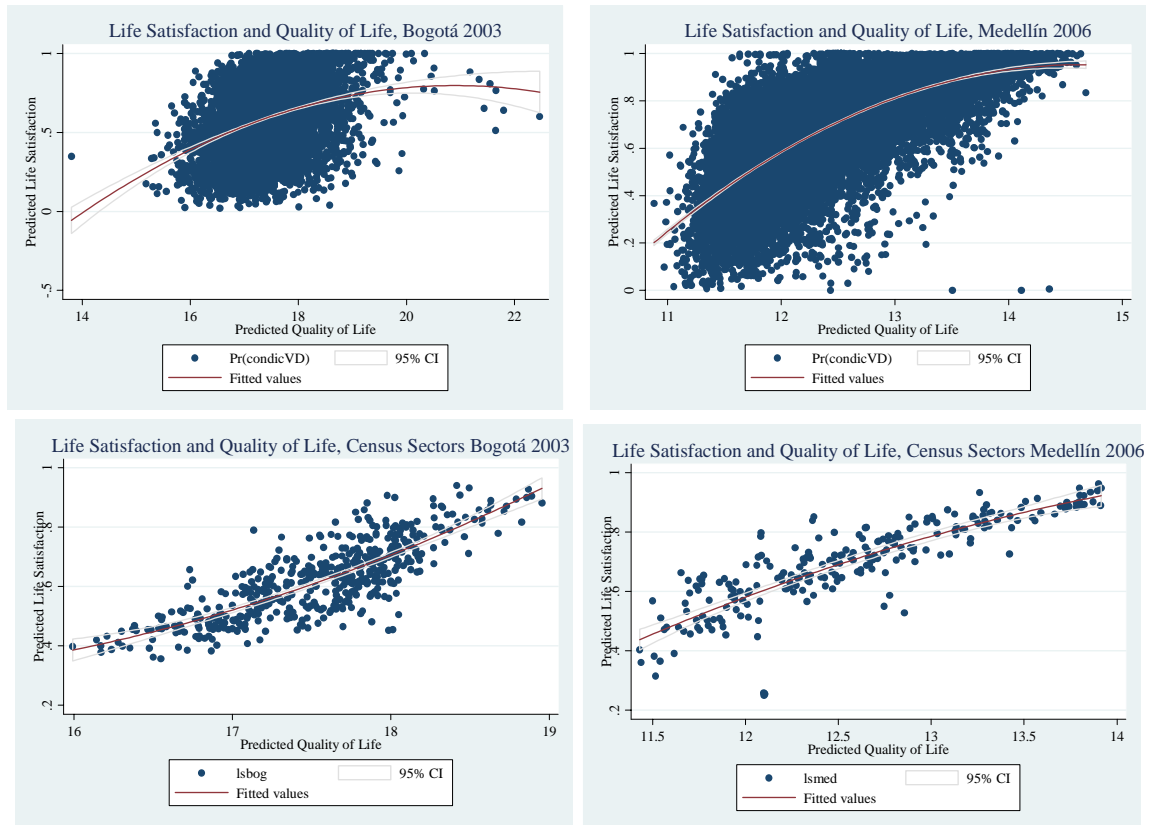 Life Satisfaction and Quality of Life, Bogotá 2003
Predicted Life Satisfaction
1
.5
0
-.5
14 16 18 20 22
Predicted Quality of Life
Pr(condicVD) 95% CI
Fitted values
Life Satisfaction and Quality of Life, Medellín 2006
Predicted Life Satisfaction
1
.8
.6
.4
.2
0
11 12 13 14 15
Predicted Quality of Life
Pr(condicVD) 95% CI
Fitted values
Life Satisfaction and Quality of Life, Census Sectors Bogotá 2003
Predicted Life Satisfaction
1
.8
.6
.4
.2
16 17 18 19
Predicted Quality of Life
lsbog 95% CI
Fitted values
Life Satisfaction and Quality of Life, Census Sectors Medellín 2006
Predicted Life Satisfaction
1
.8
.6
.4
.2
11.5 12 12.5 13 13.5 14
Predicted Quality of Life
lsmed 95% CI
Fitted values